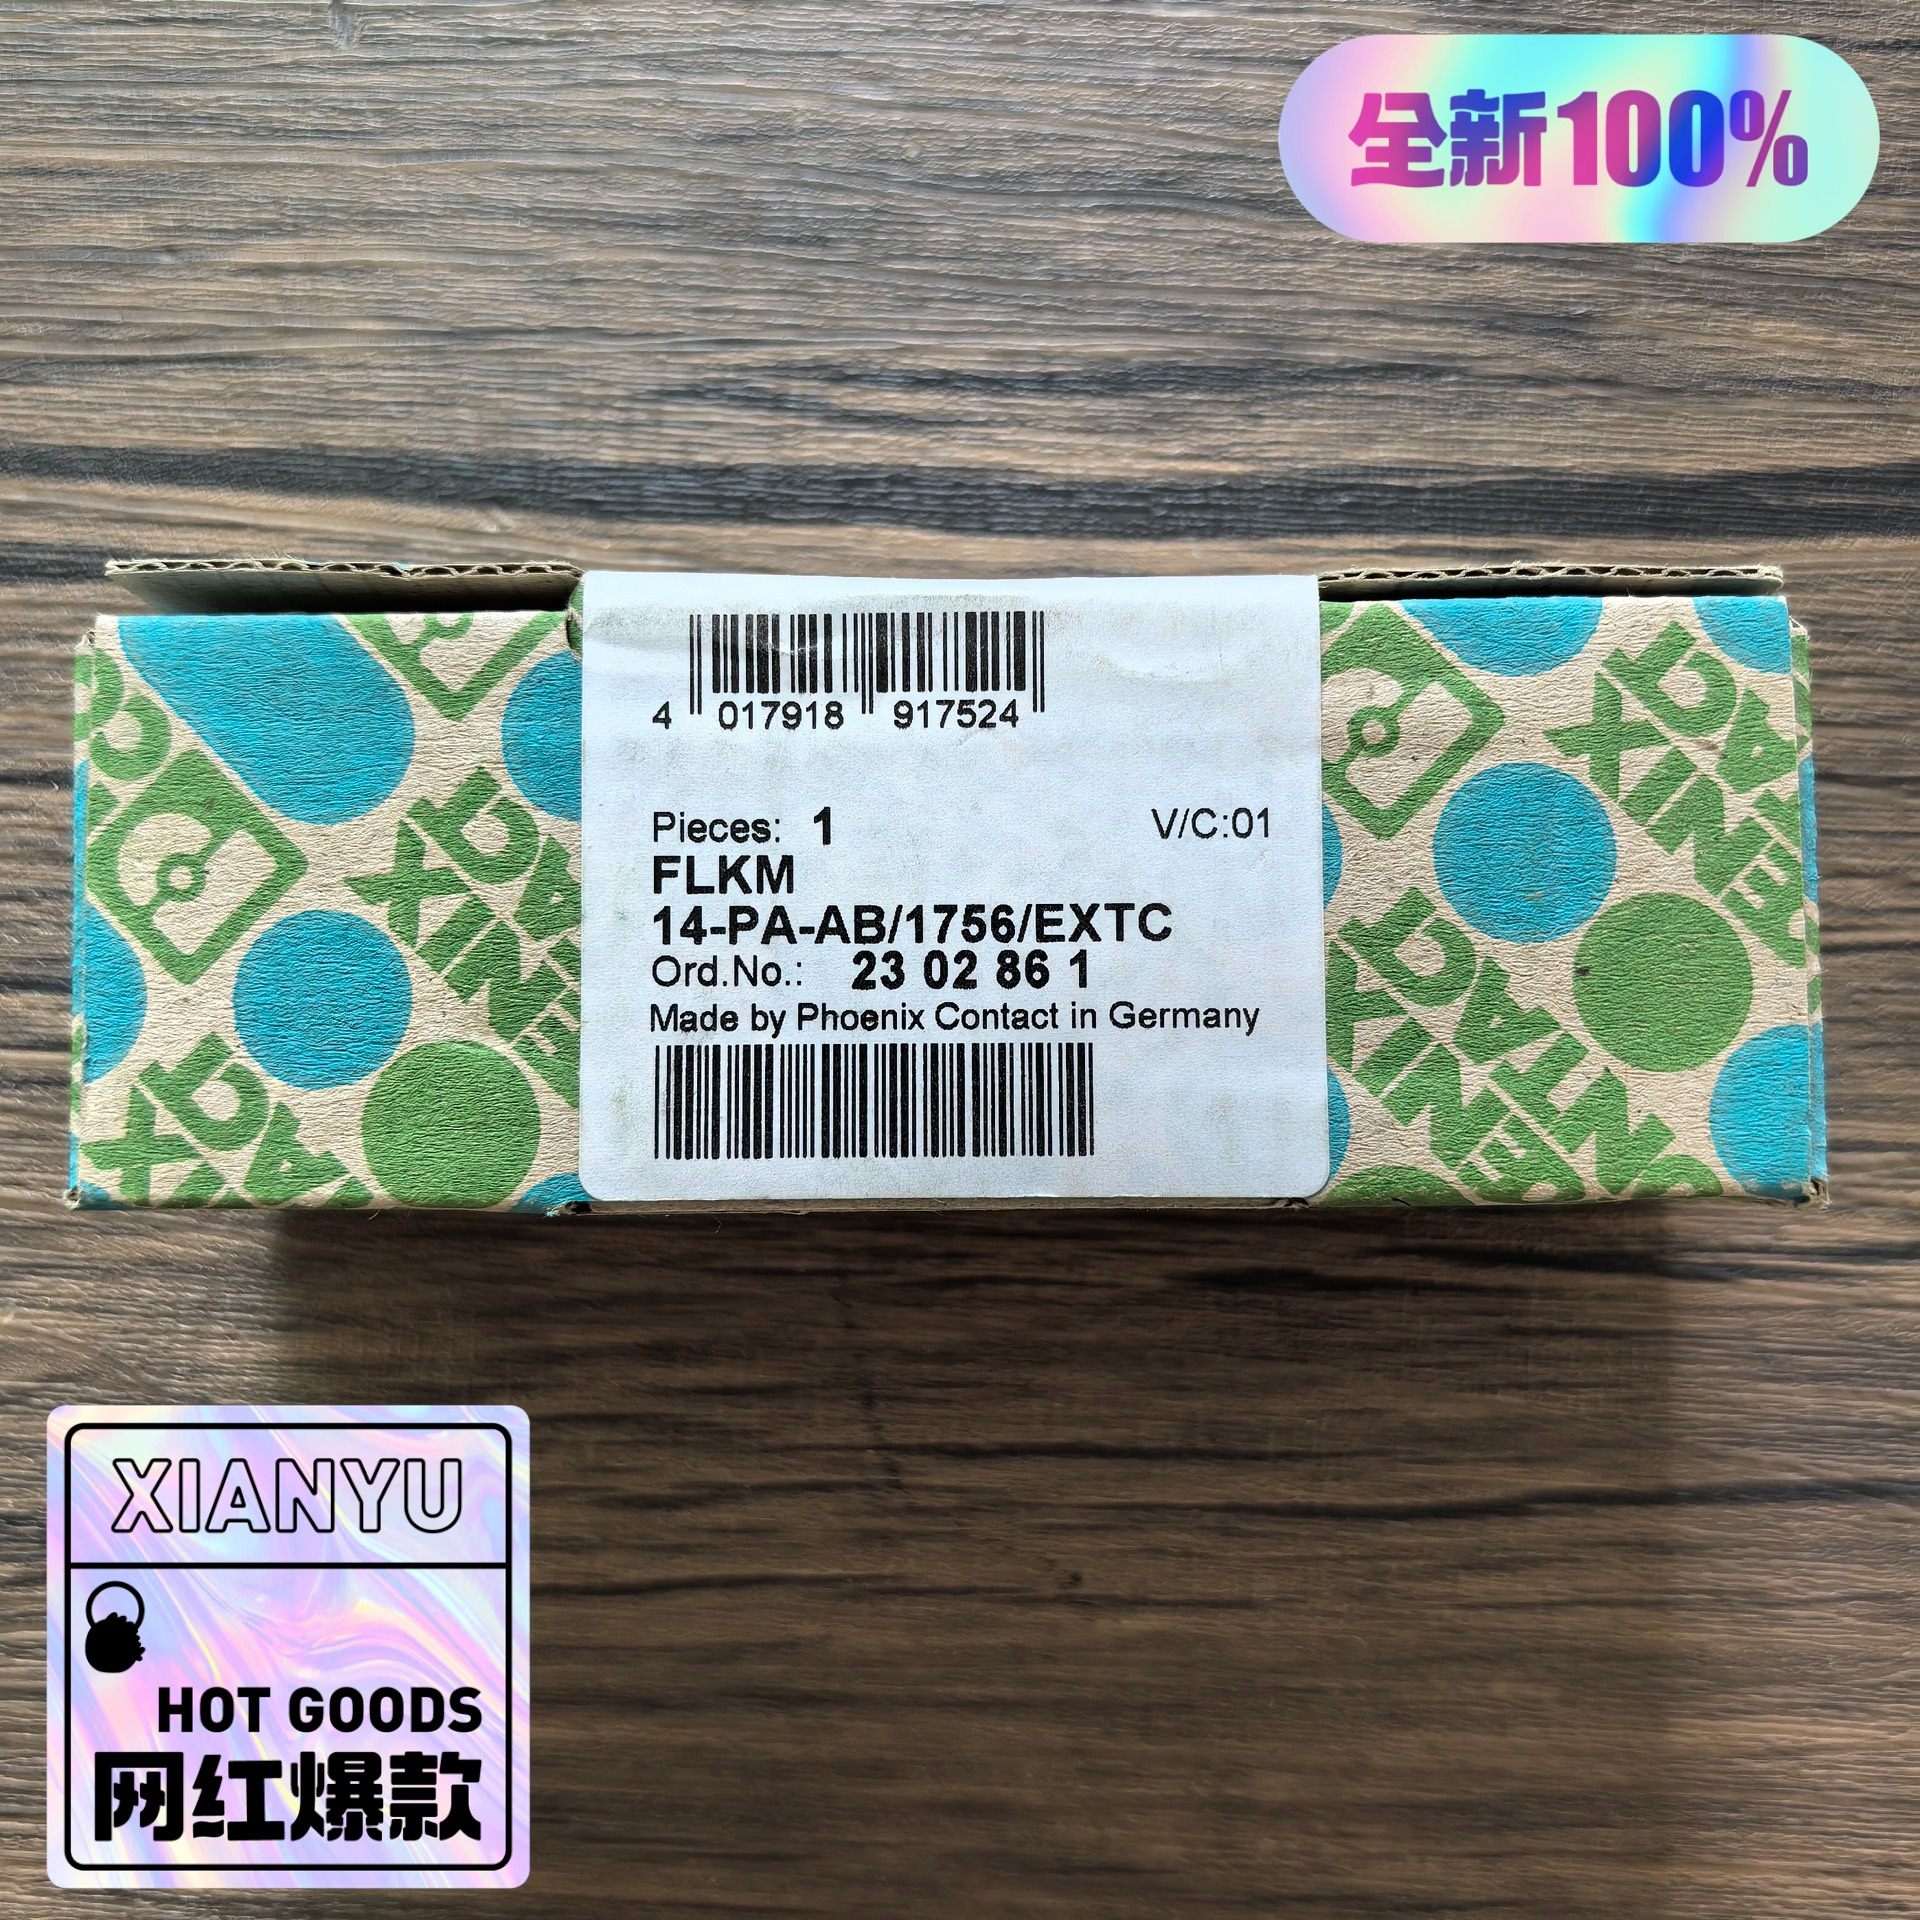 全新100%
4 017918 917524
Pieces: 1 V/C:01
FLKM
14-PA-AB/1756/EXTC
Ord.No.: 23 02 86 1
Made by Phoenix Contact in Germany
XIANYU
HOT GOODS
网红爆款